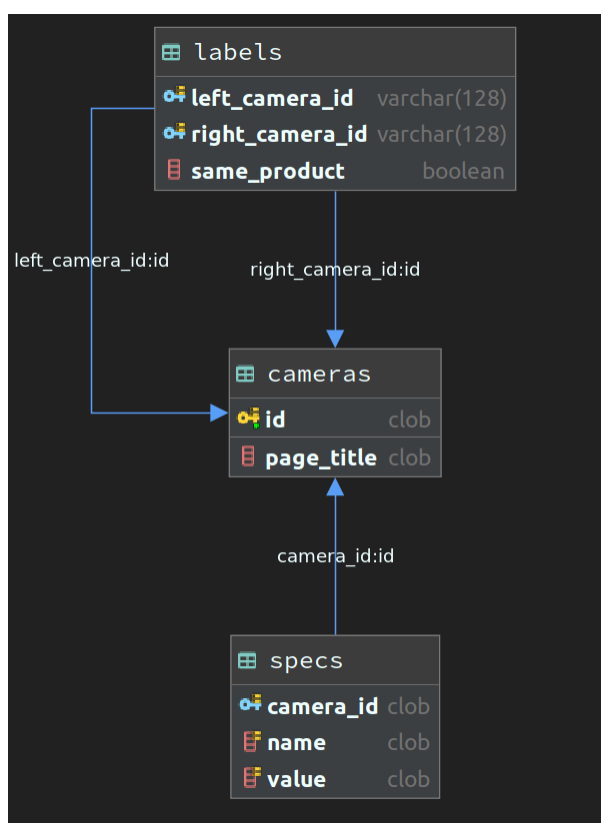 labels
left_camera_id varchar(128)
right_camera_id varchar(128)
same_product boolean
left_camera_id:id
right_camera_id:id
cameras
id clob
page_title clob
camera_id:id
specs
camera_id clob
name clob
value clob